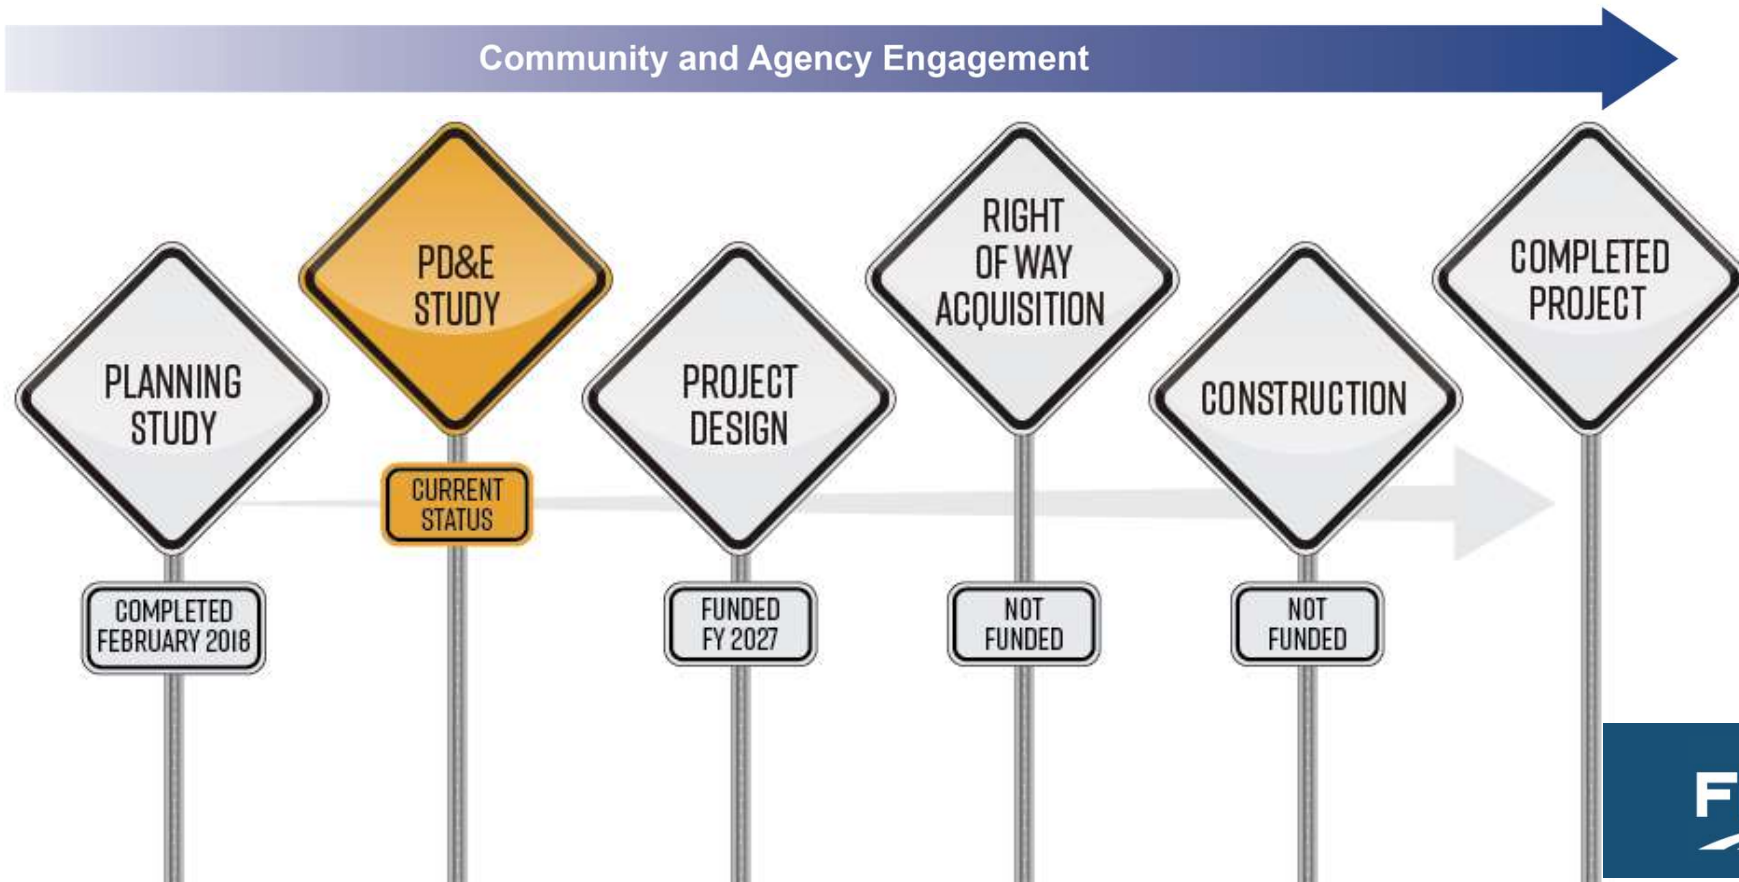 Community and Agency Engagement
PLANNING
STUDY
COMPLETED
FEBRUARY 2018
PD&E
STUDY
CURRENT
STATUS
PROJECT
DESIGN
FUNDED
FY 2027
RIGHT
OF WAY
ACQUISITION
NOT
FUNDED
CONSTRUCTION
NOT
FUNDED
COMPLETED
PROJECT
F